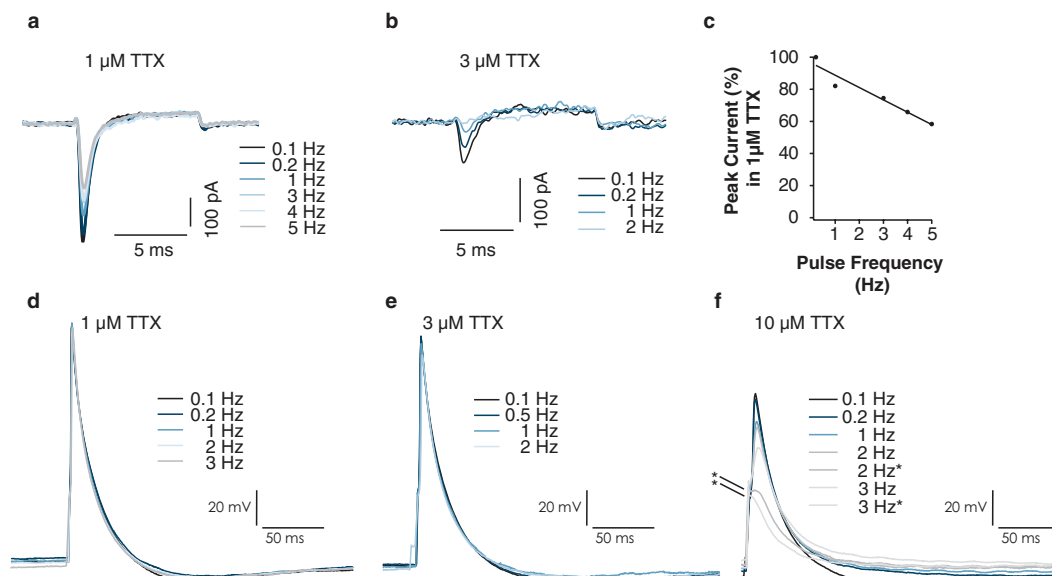 a
1 µM TTX
0.1 Hz
0.2 Hz
1 Hz
3 Hz
4 Hz
5 Hz
100 pA
5 ms
b
3 µM TTX
0.1 Hz
0.2 Hz
1 Hz
2 Hz
100 pA
5 ms
c
Peak Current (%)
in 1µM TTX
100
80
60
40
20
0
1 2 3 4 5
Pulse Frequency
(Hz)
d
1 µM TTX
0.1 Hz
0.2 Hz
1 Hz
2 Hz
3 Hz
20 mV
50 ms
e
3 µM TTX
0.1 Hz
0.5 Hz
1 Hz
2 Hz
20 mV
50 ms
f
10 µM TTX
0.1 Hz
0.2 Hz
1 Hz
2 Hz
2 Hz*
3 Hz
3 Hz*
*
*
20 mV
50 ms